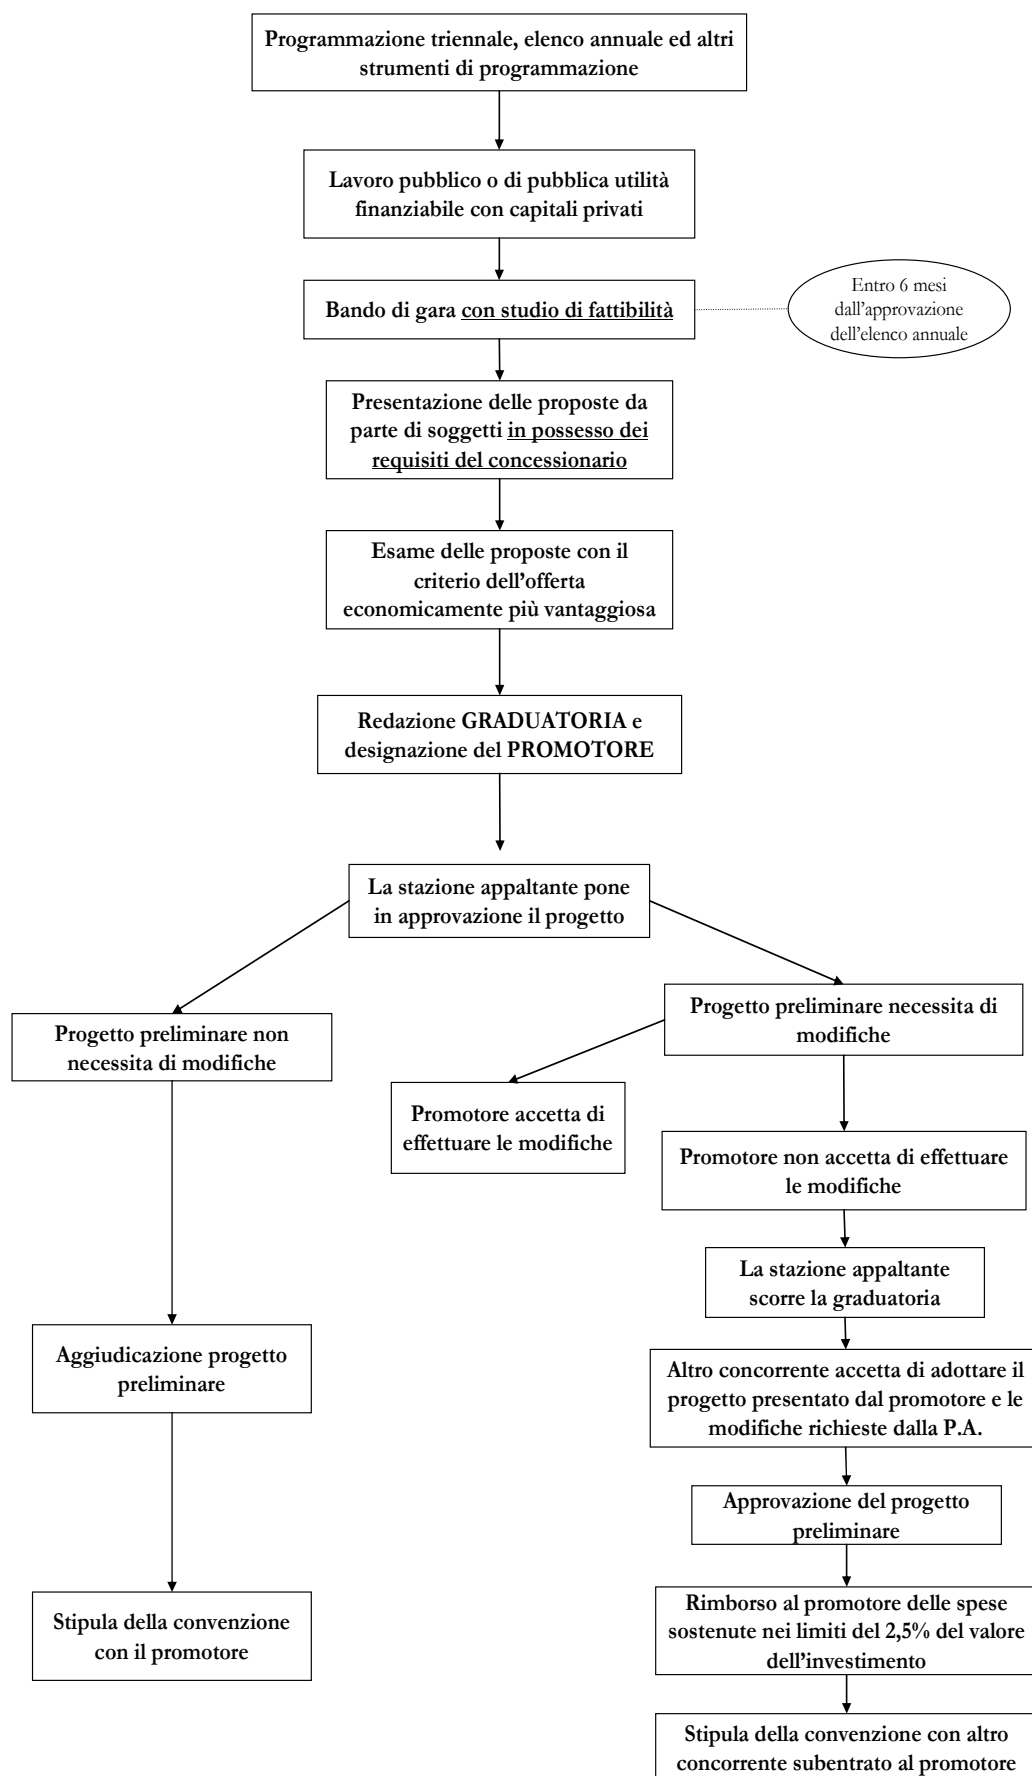 Programmazione triennale, elenco annuale ed altri
strumenti di programmazione
Lavoro pubblico o di pubblica utilità
finanziabile con capitali privati
Bando di gara con studio di fattibilità
Entro 6 mesi
dall'approvazione
dell'elenco annuale
Presentazione delle proposte da
parte di soggetti in possesso dei
requisiti del concessionario
Esame delle proposte con il
criterio dell'offerta
economicamente più vantaggiosa
Redazione GRADUATORIA e
designazione del PROMOTORE
La stazione appaltante pone
in approvazione il progetto
Progetto preliminare non
necessita di modifiche
Progetto preliminare necessita di
modifiche
Promotore accetta di
effettuare le modifiche
Promotore non accetta di effettuare
le modifiche
La stazione appaltante
scorre la graduatoria
Aggiudicazione progetto
preliminare
Altro concorrente accetta di adottare il
progetto presentato dal promotore e le
modifiche richieste dalla P.A.
Approvazione del progetto
preliminare
Stipula della convenzione
con il promotore
Rimborso al promotore delle spese
sostenute nei limiti del 2,5% del valore
dell'investimento
Stipula della convenzione con altro
concorrente subentrato al promotore